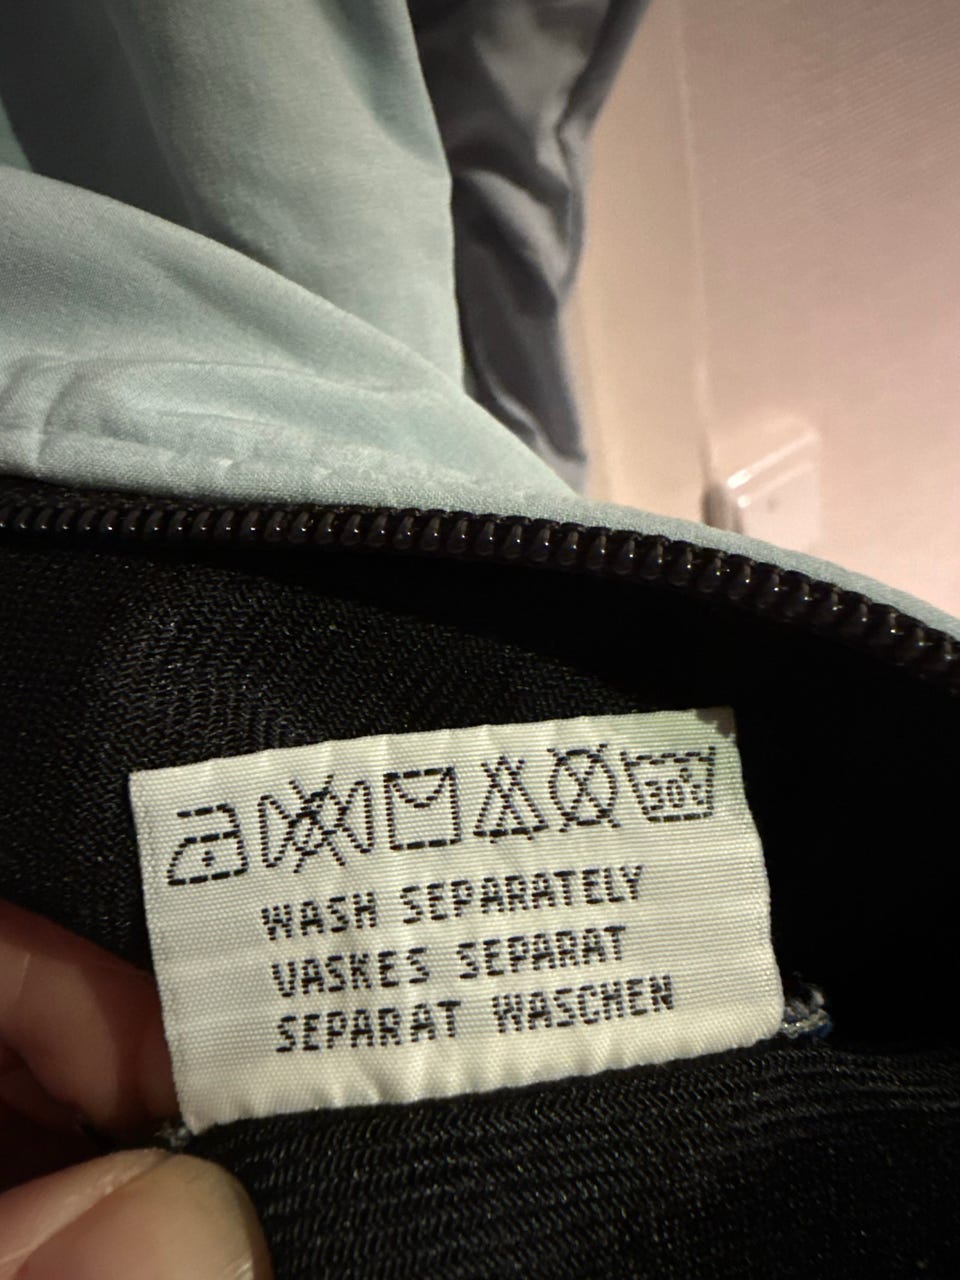 30°C
WASH SEPARATELY
VASKES SEPARAT
SEPARAT WASCHEN